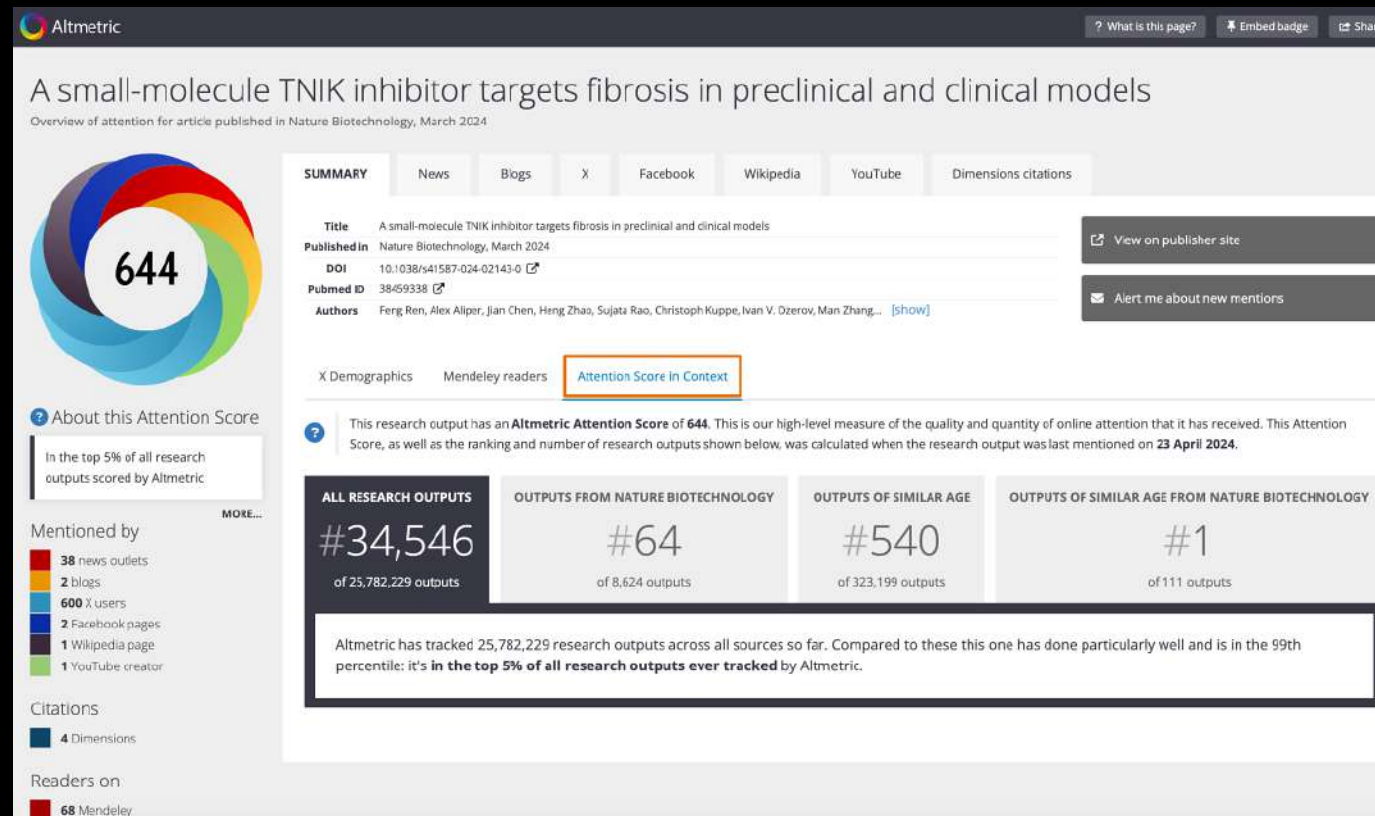 Altmetric
? What is this page?
Embed badge
Shar
A small-molecule TNIK inhibitor targets fibrosis in preclinical and clinical models
Overview of attention for article published in Nature Biotechnology, March 2024
644
SUMMARY News Blogs X Facebook Wikipedia YouTube Dimensions citations
Title A small-molecule TNIK inhibitor targets fibrosis in preclinical and clinical models
Published in Nature Biotechnology, March 2024
DOI 10.1038/s41587-024-02143-0
Pubmed ID 38459338
Authors Feng Ren, Alex Aliper, Jian Chen, Heng Zhao, Sujata Rao, Christoph Kuppe, Ivan V. Ozerov, Man Zhang... [show]
View on publisher site
Alert me about new mentions
X Demographics Mendeley readers Attention Score in Context
? This research output has an Altmetric Attention Score of 644. This is our high-level measure of the quality and quantity of online attention that it has received. This Attention
Score, as well as the ranking and number of research outputs shown below, was calculated when the research output was last mentioned on 23 April 2024.
? About this Attention Score
In the top 5% of all research
outputs scored by Altmetric
MORE...
Mentioned by
38 news outlets
2 blogs
600 X users
2 Facebook pages
1 Wikipedia page
1 YouTube creator
Citations
4 Dimensions
Readers on
68 Mendeley
ALL RESEARCH OUTPUTS
#34,546
of 25,782,229 outputs
OUTPUTS FROM NATURE BIOTECHNOLOGY
#64
of 8,624 outputs
OUTPUTS OF SIMILAR AGE
#540
of 323,199 outputs
OUTPUTS OF SIMILAR AGE FROM NATURE BIOTECHNOLOGY
#1
of 111 outputs
Altmetric has tracked 25,782,229 research outputs across all sources so far. Compared to these this one has done particularly well and is in the 99th
percentile: it's in the top 5% of all research outputs ever tracked by Altmetric.